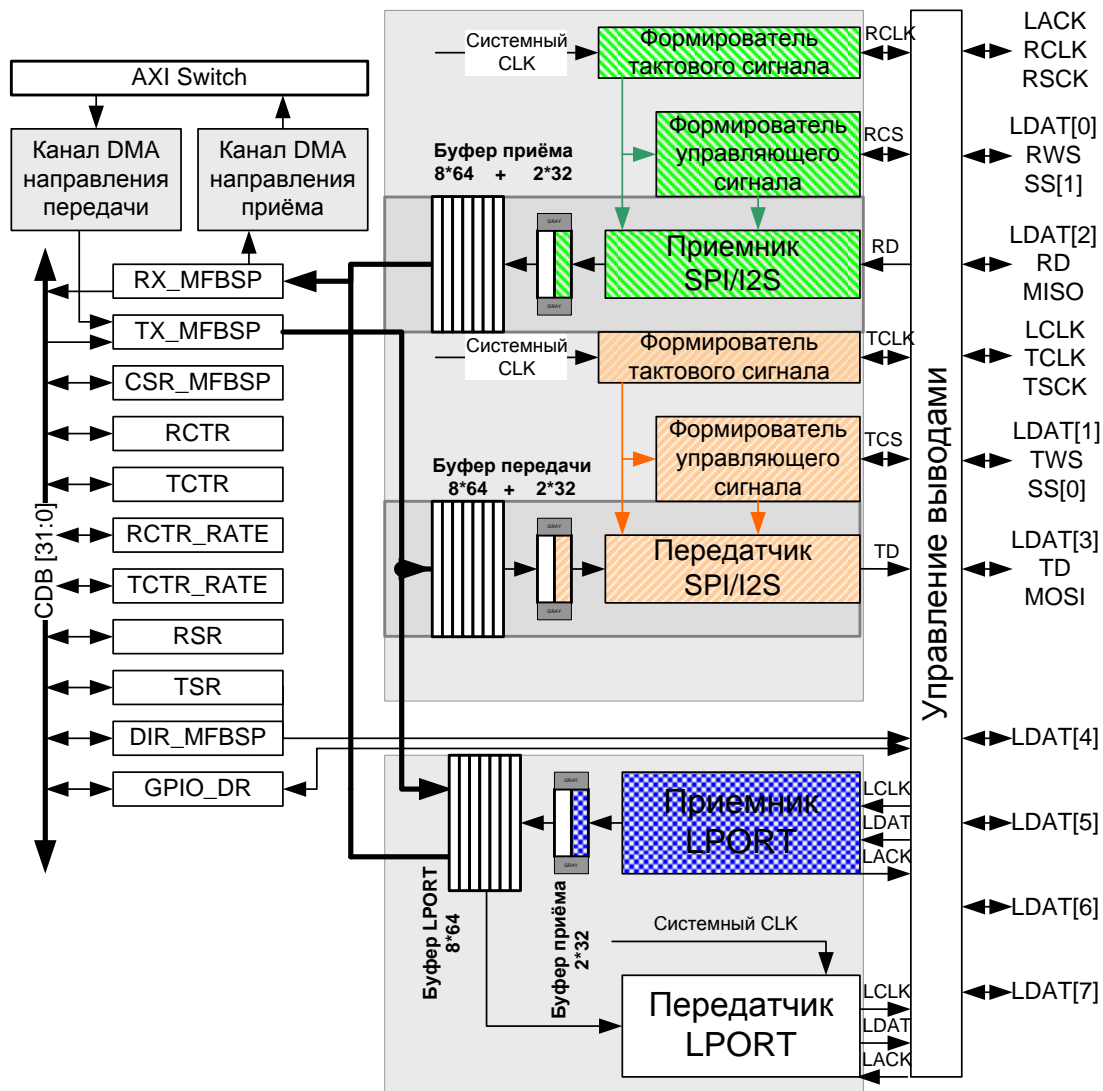 AXI Switch
Канал DMA
направления
передачи
Канал DMA
направления
приёма
RX_MFBSP
TX_MFBSP
CSR_MFBSP
RCTR
TCTR
RCTR_RATE
TCTR_RATE
RSR
TSR
DIR_MFBSP
GPIO_DR
CDB [31:0]
Системный
CLK
Формирователь
тактового сигнала
RCLK
Формирователь
управляющего
сигнала
RCS
Буфер приёма
8*64 + 2*32
GRAY
GRAY
Приемник
SPI/I2S
RD
Системный
CLK
Формирователь
тактового сигнала
TCLK
Формирователь
управляющего
сигнала
TCS
Буфер передачи
8*64 + 2*32
GRAY
GRAY
Передатчик
SPI/I2S
TD
GRAY
GRAY
Приемник
LPORT
LCLK
LDAT
LACK
Буфер LPORT
8*64
Буфер приёма
2*32
Системный CLK
Передатчик
LPORT
LCLK
LDAT
LACK
Управление выводами
LACK
RCLK
RSCK
LDAT[0]
RWS
SS[1]
LDAT[2]
RD
MISO
LCLK
TCLK
TSCK
LDAT[1]
TWS
SS[0]
LDAT[3]
TD
MOSI
LDAT[4]
LDAT[5]
LDAT[6]
LDAT[7]